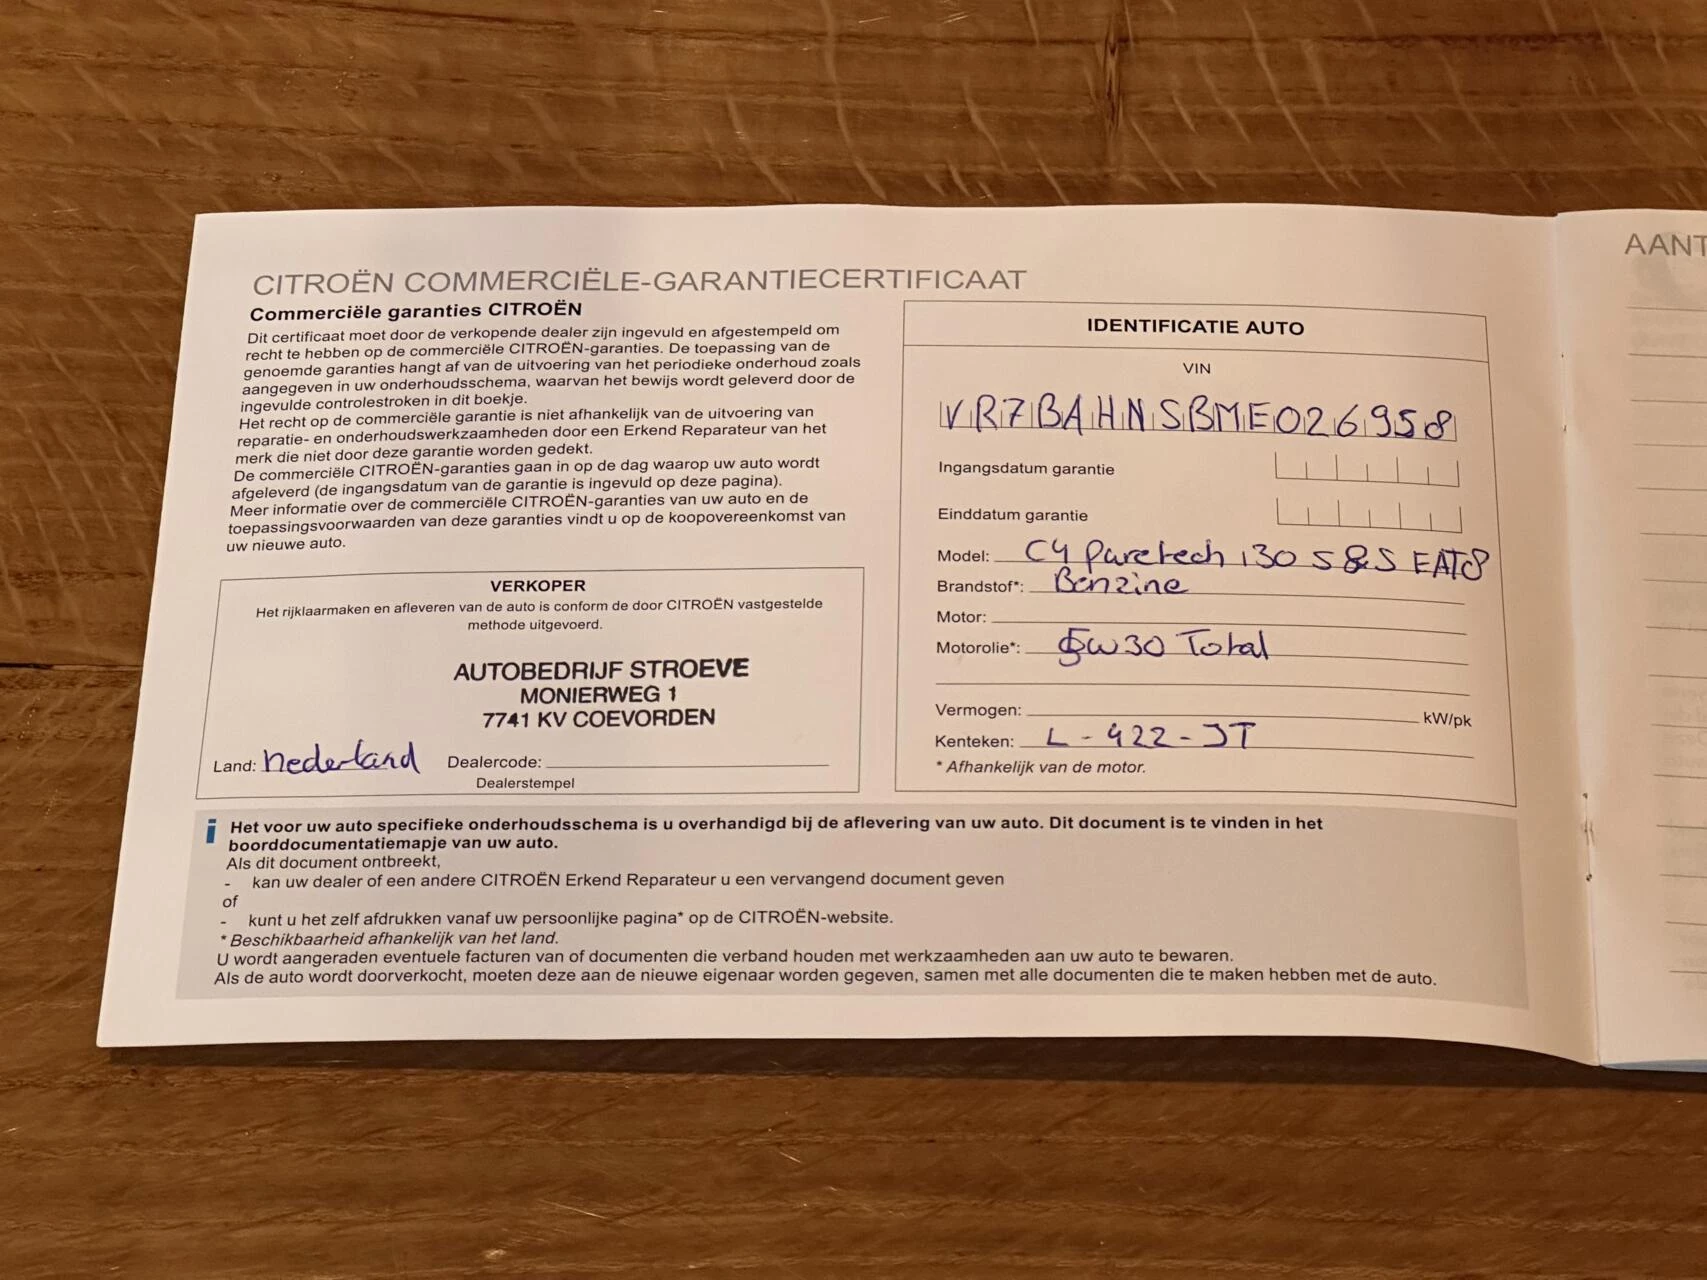 CITROËN COMMERCIËLE-GARANTIECERTIFICAAT
Commerciële garanties CITROËN
Dit certificaat moet door de verkopende dealer zijn ingevuld en afgestempeld om
recht te hebben op de commerciële CITROËN-garanties. De toepassing van de
genoemde garanties hangt af van de uitvoering van het periodieke onderhoud zoals
aangegeven in uw onderhoudsschema, waarvan het bewijs wordt geleverd door de
ingevulde controlestroken in dit boekje.
Het recht op de commerciële garantie is niet afhankelijk van de uitvoering van
reparatie- en onderhoudswerkzaamheden door een Erkend Reparateur van het
merk die niet door deze garantie worden gedekt.
De commerciële CITROËN-garanties gaan in op de dag waarop uw auto wordt
afgeleverd (de ingangsdatum van de garantie is ingevuld op deze pagina).
Meer informatie over de commerciële CITROËN-garanties van uw auto en de
toepassingsvoorwaarden van deze garanties vindt u op de koopovereenkomst van
uw nieuwe auto.
VERKOPER
Het rijklaarmaken en afleveren van de auto is conform de door CITROËN vastgestelde
methode uitgevoerd.
AUTOBEDRIJF STROEVE
MONIERWEG 1
7741 KV COEVORDEN
Land: nederland Dealercode:
Dealerstempel
IDENTIFICATIE AUTO
VIN
VR7BAHNSBME026958
Ingangsdatum garantie
Einddatum garantie
Model: C4 Puretech 130 S&S EAT8
Brandstof*: Benzine
Motor:
Motorolie*: 5w30 Total
Vermogen: kW/pk
Kenteken: L-422-JT
* Afhankelijk van de motor.
i Het voor uw auto specifieke onderhoudsschema is u overhandigd bij de aflevering van uw auto. Dit document is te vinden in het
boorddocumentatiemapje van uw auto.
Als dit document ontbreekt,
- kan uw dealer of een andere CITROËN Erkend Reparateur u een vervangend document geven
of
- kunt u het zelf afdrukken vanaf uw persoonlijke pagina* op de CITROËN-website.
* Beschikbaarheid afhankelijk van het land.
U wordt aangeraden eventuele facturen van of documenten die verband houden met werkzaamheden aan uw auto te bewaren.
Als de auto wordt doorverkocht, moeten deze aan de nieuwe eigenaar worden gegeven, samen met alle documenten die te maken hebben met de auto.
AANT